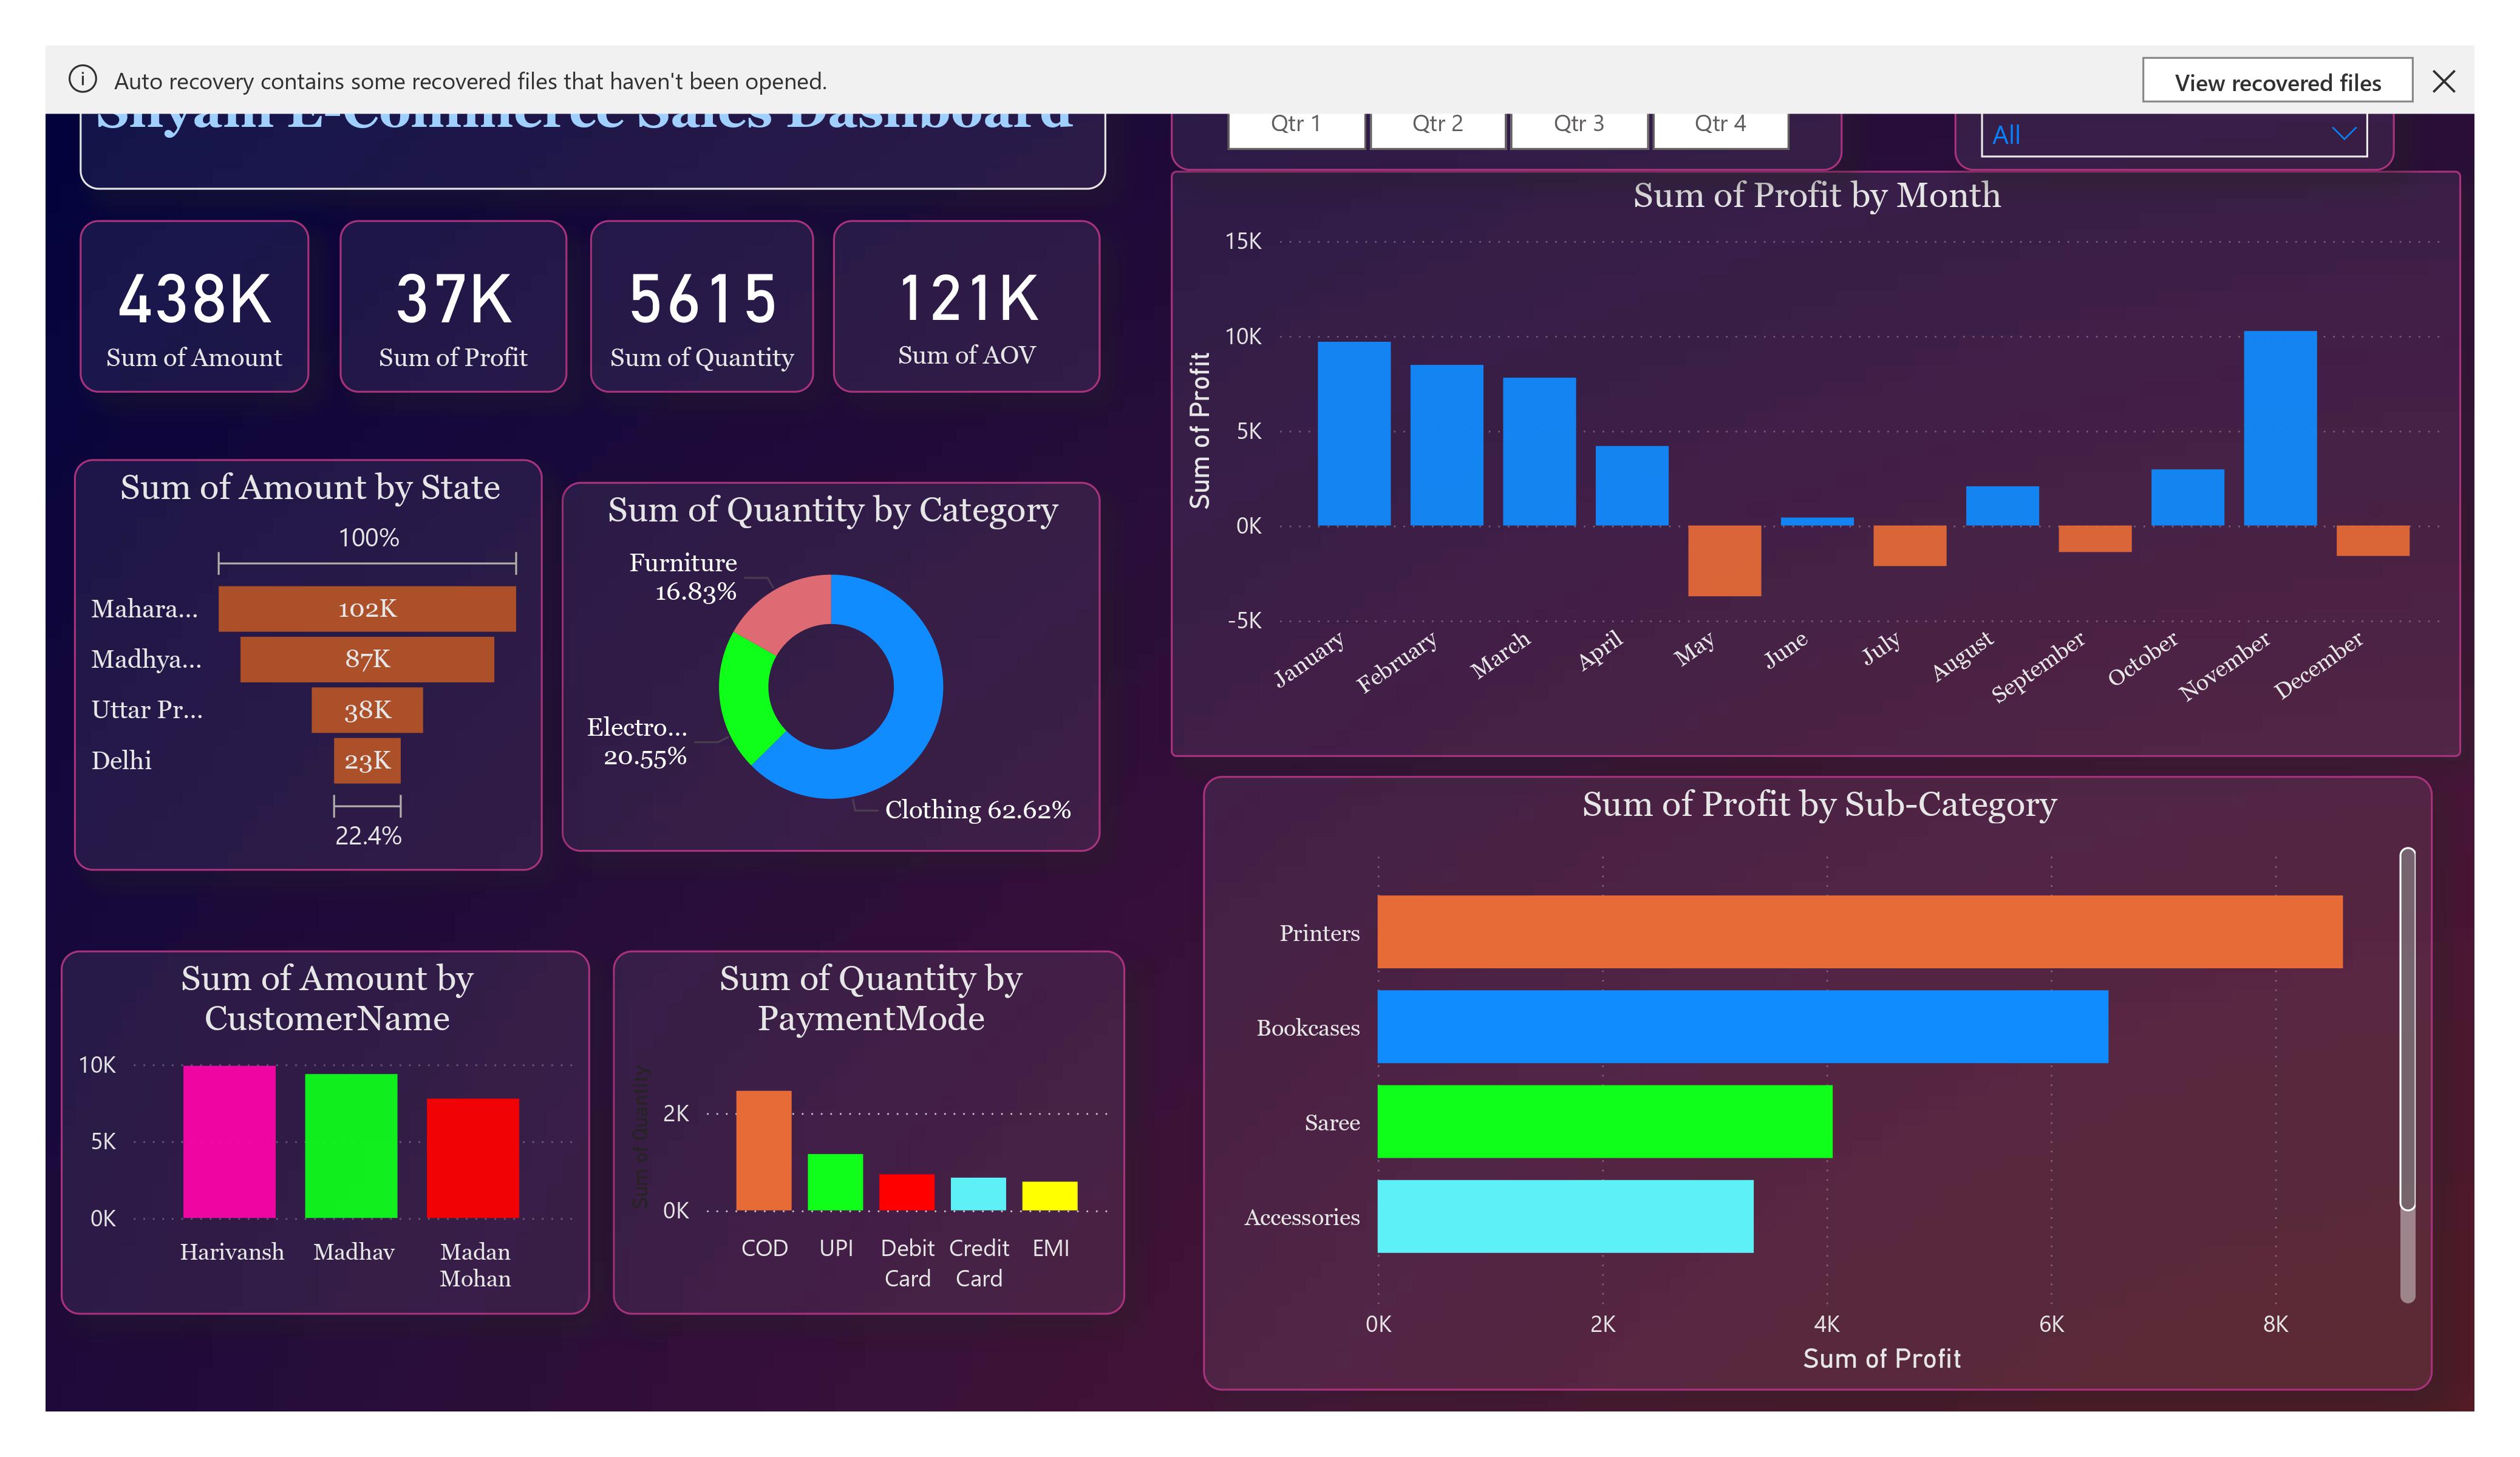 Auto recovery contains some recovered files that haven't been opened.
View recovered files
Shyam E-Commerce Sales Dashboard
Qtr 1
Qtr 2
Qtr 3
Qtr 4
All
438K
Sum of Amount
37K
Sum of Profit
5615
Sum of Quantity
121K
Sum of AOV
Sum of Profit by Month
Sum of Profit
15K
10K
5K
0K
-5K
January
February
March
April
May
June
July
August
September
October
November
December
Sum of Amount by State
100%
Mahara... 102K
Madhya... 87K
Uttar Pr... 38K
Delhi 23K
22.4%
Sum of Quantity by Category
Furniture
16.83%
Electro...
20.55%
Clothing 62.62%
Sum of Amount by
CustomerName
10K
5K
0K
Harivansh
Madhav
Madan
Mohan
Sum of Quantity by
PaymentMode
Sum of Quantity
2K
0K
COD
UPI
Debit
Card
Credit
Card
EMI
Sum of Profit by Sub-Category
Printers
Bookcases
Saree
Accessories
0K
2K
4K
6K
8K
Sum of Profit